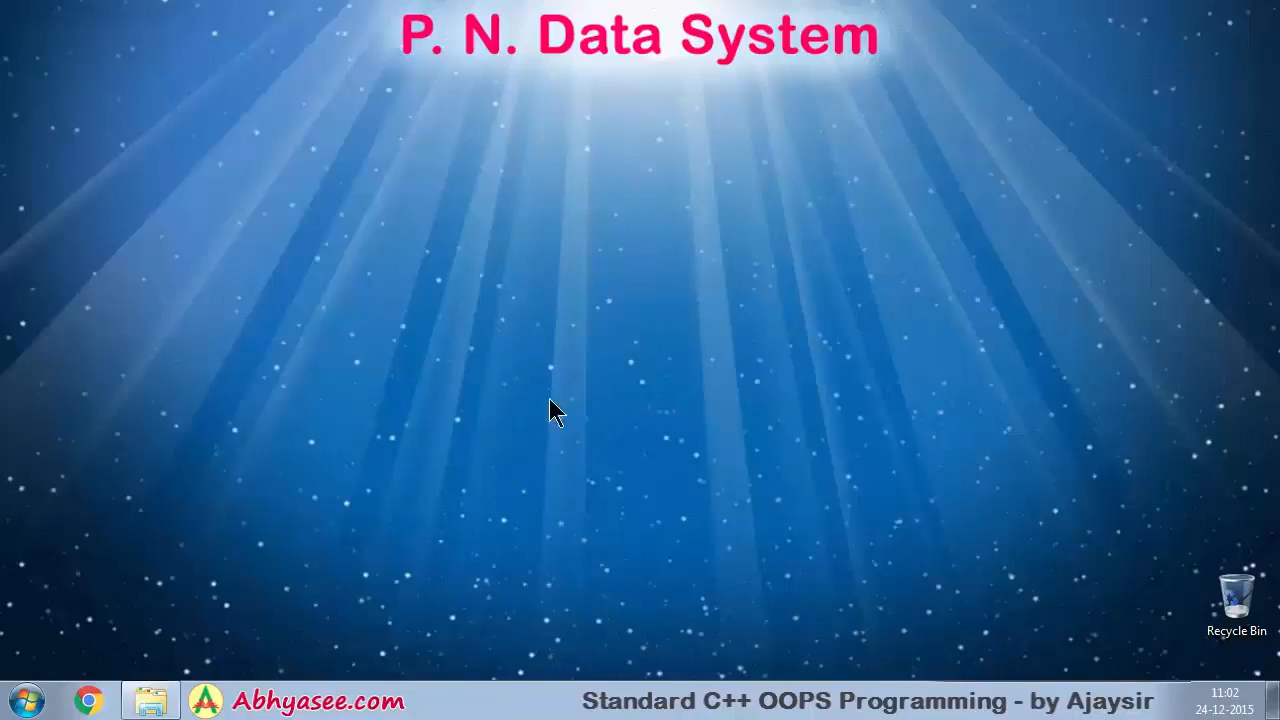 P. N. Data System
Recycle Bin
Abhyasee.com
Standard C++ OOPS Programming - by Ajaysir
11:02
24-12-2015